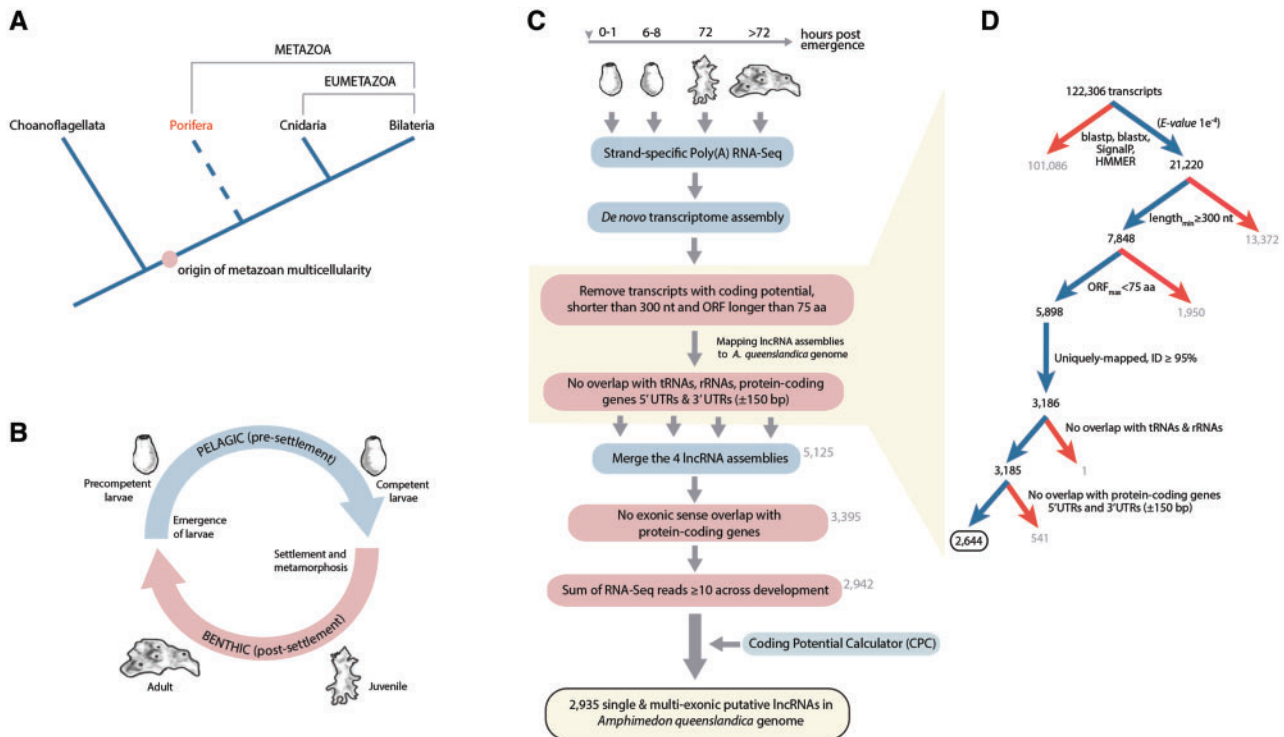 A
METAZOA
EUMETAZOA
Choanoflagellata
Porifera
Cnidaria
Bilateria
origin of metazoan multicellularity
B
PELAGIC (pre-settlement)
Precompetent
larvae
Competent
larvae
Emergence
of larvae
Settlement and
metamorphosis
BENTHIC (post-settlement)
Adult
Juvenile
C
0-1
6-8
72
>72
hours post
emergence
Strand-specific Poly(A) RNA-Seq
De novo transcriptome assembly
Remove transcripts with coding potential,
shorter than 300 nt and ORF longer than 75 aa
Mapping lncRNA assemblies
to A. queenslandica genome
No overlap with tRNAs, rRNAs, protein-coding
genes 5' UTRs & 3' UTRs (±150 bp)
Merge the 4 lncRNA assemblies
5,125
No exonic sense overlap with
protein-coding genes
3,395
Sum of RNA-Seq reads ≥10 across development
2,942
Coding Potential Calculator (CPC)
2,935 single & multi-exonic putative lncRNAs in
Amphimedon queenslandica genome
D
122,306 transcripts
(E-value 1e⁻⁴)
blastp, blastx,
SignalP,
HMMER
101,086
21,220
length min ≥300 nt
7,848
13,372
ORF max <75 aa
5,898
1,950
Uniquely-mapped, ID ≥ 95%
3,186
No overlap with tRNAs & rRNAs
3,185
1
No overlap with protein-coding genes
5'UTRs and 3'UTRs (±150 bp)
2,644
541